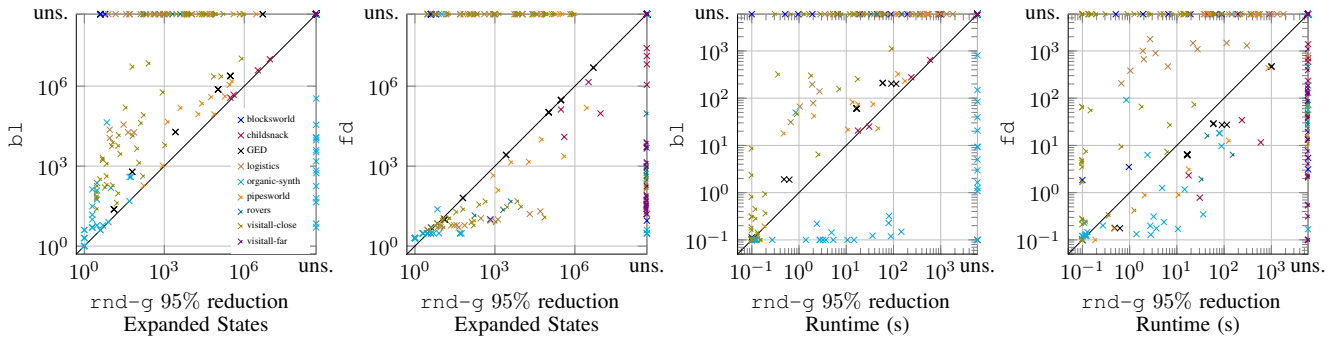 uns.
10^6
10^3
10^0
bl
10^0
10^3
10^6
uns.
rnd-g 95% reduction
Expanded States
blocksworld
childsnack
GED
logistics
organic-synth
pipesworld
rovers
visitall-close
visitall-far
uns.
10^6
10^3
10^0
fd
10^0
10^3
10^6
uns.
rnd-g 95% reduction
Expanded States
uns.
10^3
10^2
10^1
10^0
10^−1
bl
10^−1
10^0
10^1
10^2
10^3
uns.
rnd-g 95% reduction
Runtime (s)
uns.
10^3
10^2
10^1
10^0
10^−1
fd
10^−1
10^0
10^1
10^2
10^3
uns.
rnd-g 95% reduction
Runtime (s)